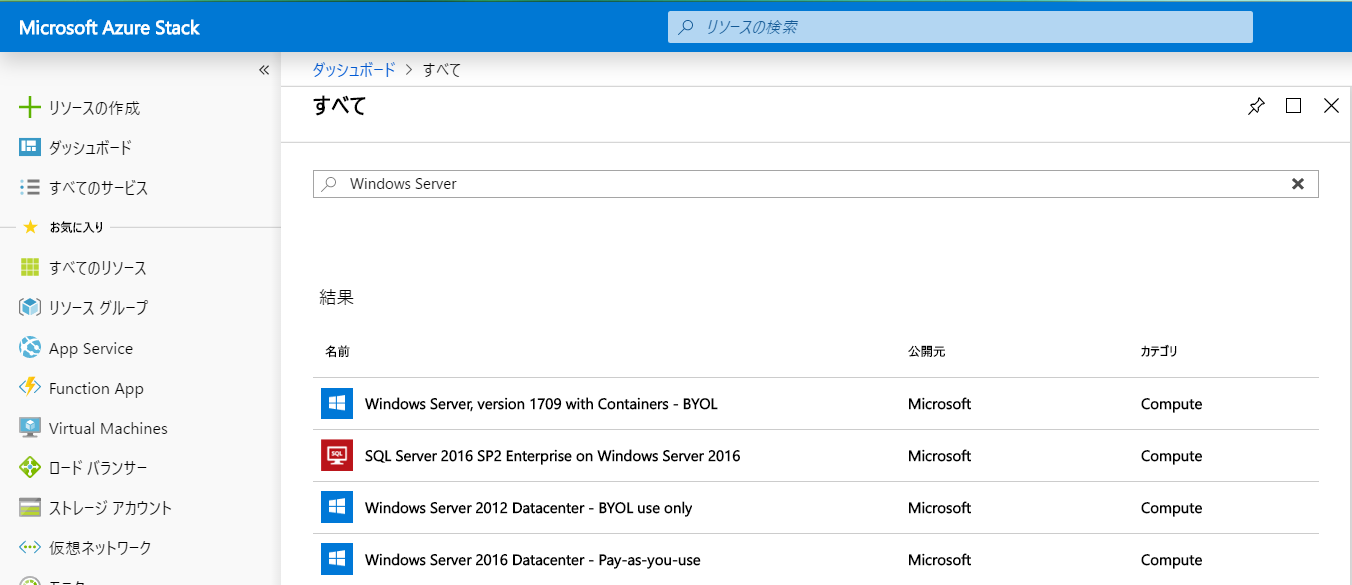 Microsoft Azure Stack
リソースの検索
«
ダッシュボード > すべて
リソースの作成
ダッシュボード
すべてのサービス
お気に入り
すべてのリソース
リソース グループ
App Service
Function App
Virtual Machines
ロード バランサー
ストレージ アカウント
仮想ネットワーク
モニター
すべて
Windows Server
結果
名前 公開元 カテゴリ
Windows Server, version 1709 with Containers - BYOL Microsoft Compute
SQL
SQL Server 2016 SP2 Enterprise on Windows Server 2016 Microsoft Compute
Windows Server 2012 Datacenter - BYOL use only Microsoft Compute
Windows Server 2016 Datacenter - Pay-as-you-use Microsoft Compute